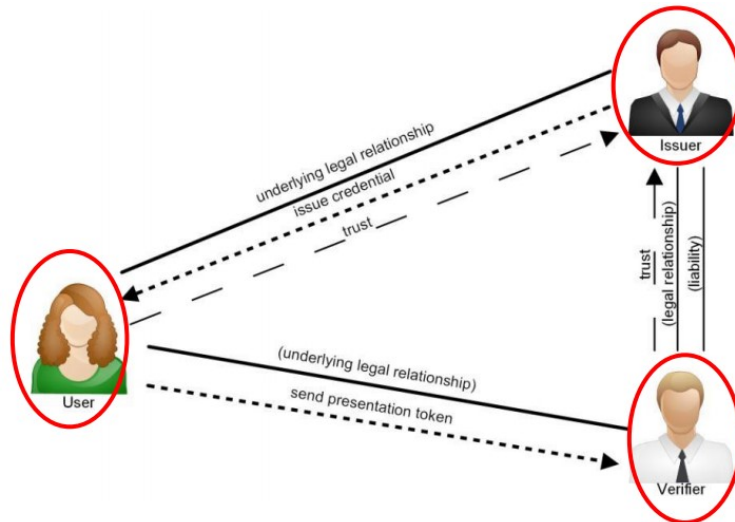 Issuer
underlying legal relationship
issue credential
trust
trust
(legal relationship)
(liability)
User
(underlying legal relationship)
send presentation token
Verifier